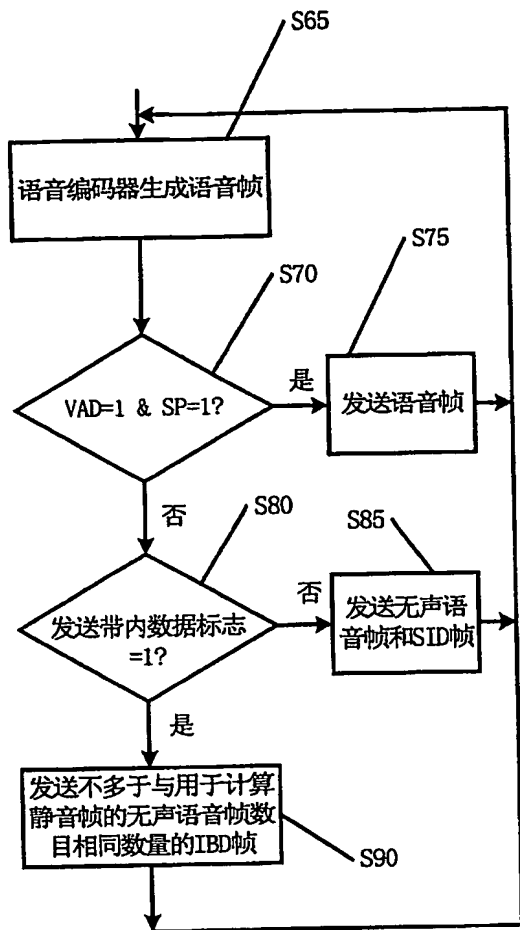 S65
语音编码器生成语音帧
S70
VAD=1 & SP=1?
是
S75
发送语音帧
否
S80
发送带内数据标志
=1?
否
S85
发送无声语
音帧和SID帧
是
发送不多于与用于计算
静音帧的无声语音帧数
目相同数量的IBD帧
S90